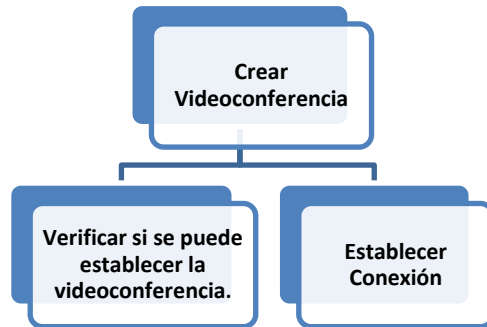 Crear
Videoconferencia
Verificar si se puede
establecer la
videoconferencia.
Establecer
Conexión